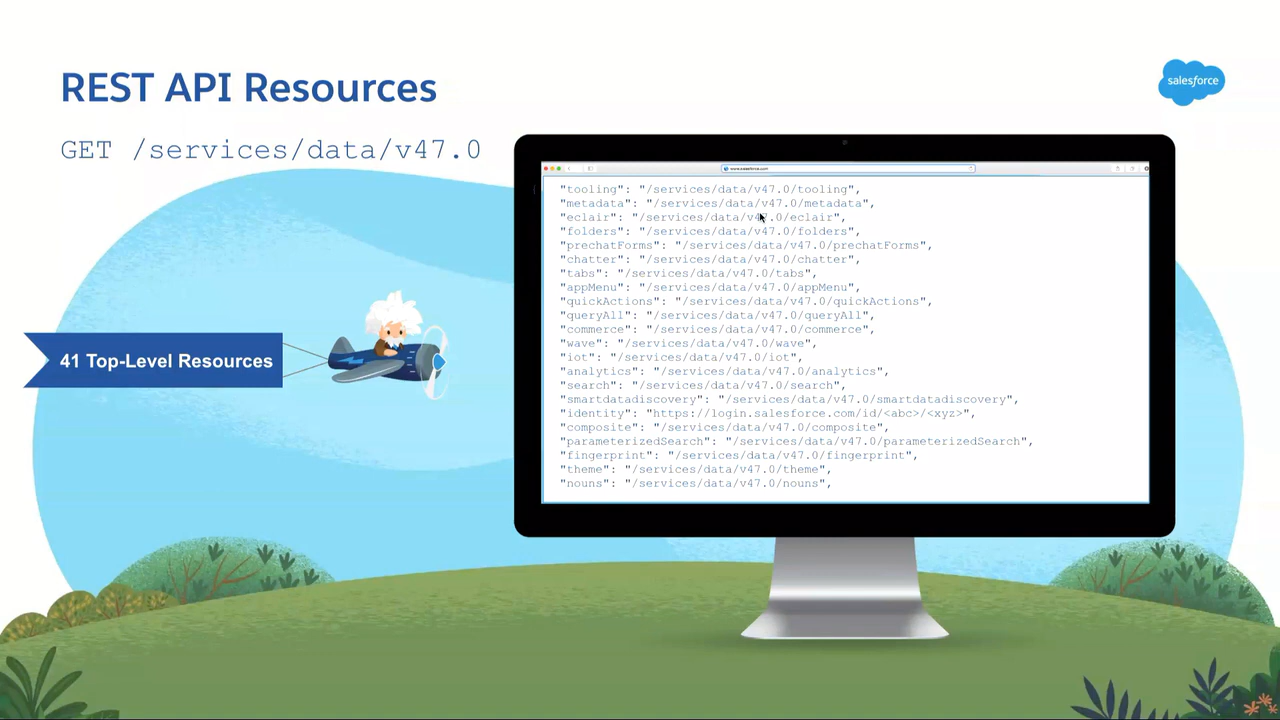 REST API Resources
salesforce
GET /services/data/v47.0
www.salesforce.com
"tooling": "/services/data/v47.0/tooling",
"metadata": "/services/data/v47.0/metadata",
"eclair": "/services/data/v47.0/eclair",
"folders": "/services/data/v47.0/folders",
"prechatForms": "/services/data/v47.0/prechatForms",
"chatter": "/services/data/v47.0/chatter",
"tabs": "/services/data/v47.0/tabs",
"appMenu": "/services/data/v47.0/appMenu",
"quickActions": "/services/data/v47.0/quickActions",
"queryAll": "/services/data/v47.0/queryAll",
"commerce": "/services/data/v47.0/commerce",
"wave": "/services/data/v47.0/wave",
"iot": "/services/data/v47.0/iot",
"analytics": "/services/data/v47.0/analytics",
"search": "/services/data/v47.0/search",
"smartdatadiscovery": "/services/data/v47.0/smartdatadiscovery",
"identity": "https://login.salesforce.com/id/<abc>/<xyz>",
"composite": "/services/data/v47.0/composite",
"parameterizedSearch": "/services/data/v47.0/parameterizedSearch",
"fingerprint": "/services/data/v47.0/fingerprint",
"theme": "/services/data/v47.0/theme",
"nouns": "/services/data/v47.0/nouns",
41 Top-Level Resources